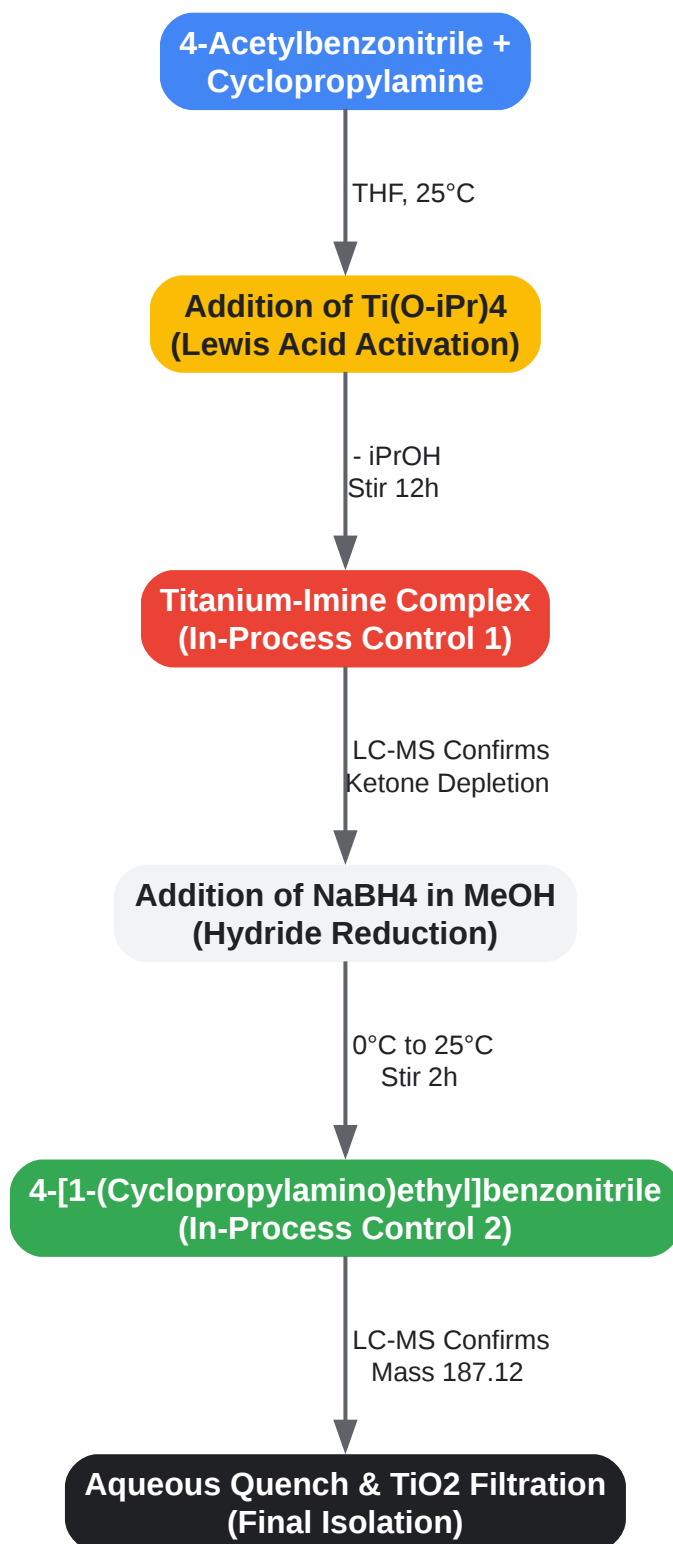 4-Acetylbenzonitrile +
Cyclopropylamine
THF, 25°C
Addition of Ti(O-iPr)4
(Lewis Acid Activation)
- iPrOH
Stir 12h
Titanium-Imine Complex
(In-Process Control 1)
LC-MS Confirms
Ketone Depletion
Addition of NaBH4 in MeOH
(Hydride Reduction)
0°C to 25°C
Stir 2h
4-[1-(Cyclopropylamino)ethyl]benzonitrile
(In-Process Control 2)
LC-MS Confirms
Mass 187.12
Aqueous Quench & TiO2 Filtration
(Final Isolation)